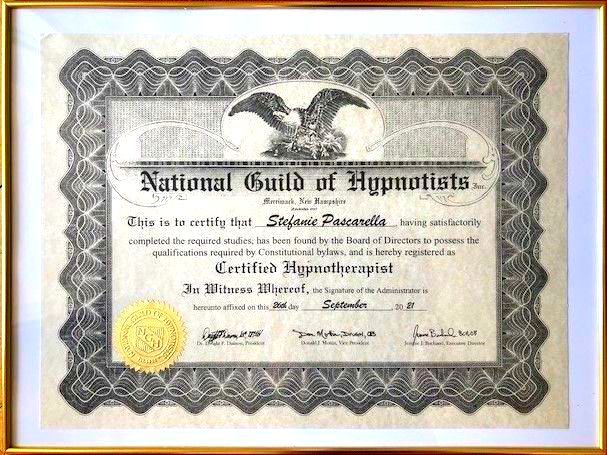 National Guild of Hypnotists Inc.
Merrimack, New Hampshire
This is to certify that Stefanie Pascarella having satisfactorily
completed the required studies, has been found by the Board of Directors to possess the
qualifications required by Constitutional bylaws, and is hereby registered as
Certified Hypnotherapist
In Witness Whereof, the Signature of the Administrator is
hereunto affixed on this 26th day September 20 21
Dr. Dwight F. Damon, President
Donald J. Mottin, Vice President
Jereme J. Bachand, Executive Director